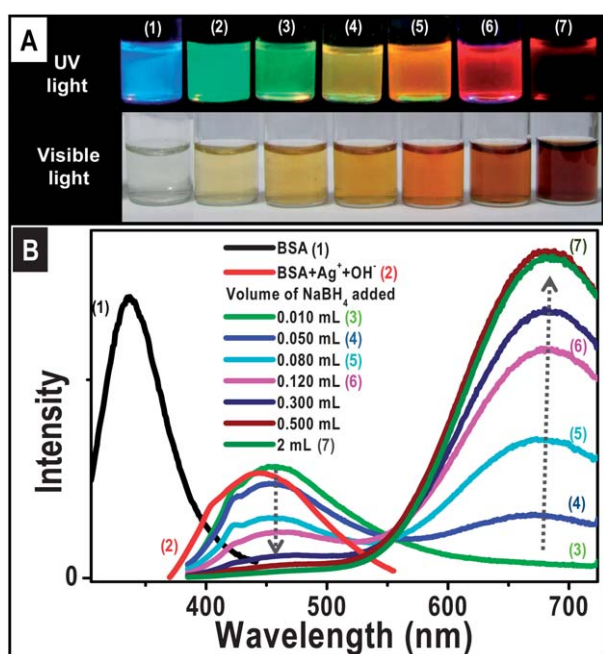 A
(1) (2) (3) (4) (5) (6) (7)
UV
light
Visible
light
B
BSA (1)
BSA+Ag⁺+OH⁻ (2)
Volume of NaBH₄ added
0.010 mL (3)
0.050 mL (4)
0.080 mL (5)
0.120 mL (6)
0.300 mL
0.500 mL
2 mL (7)
(1)
(2)
(7)
(6)
(5)
(4)
(3)
Intensity
0
400 500 600 700
Wavelength (nm)